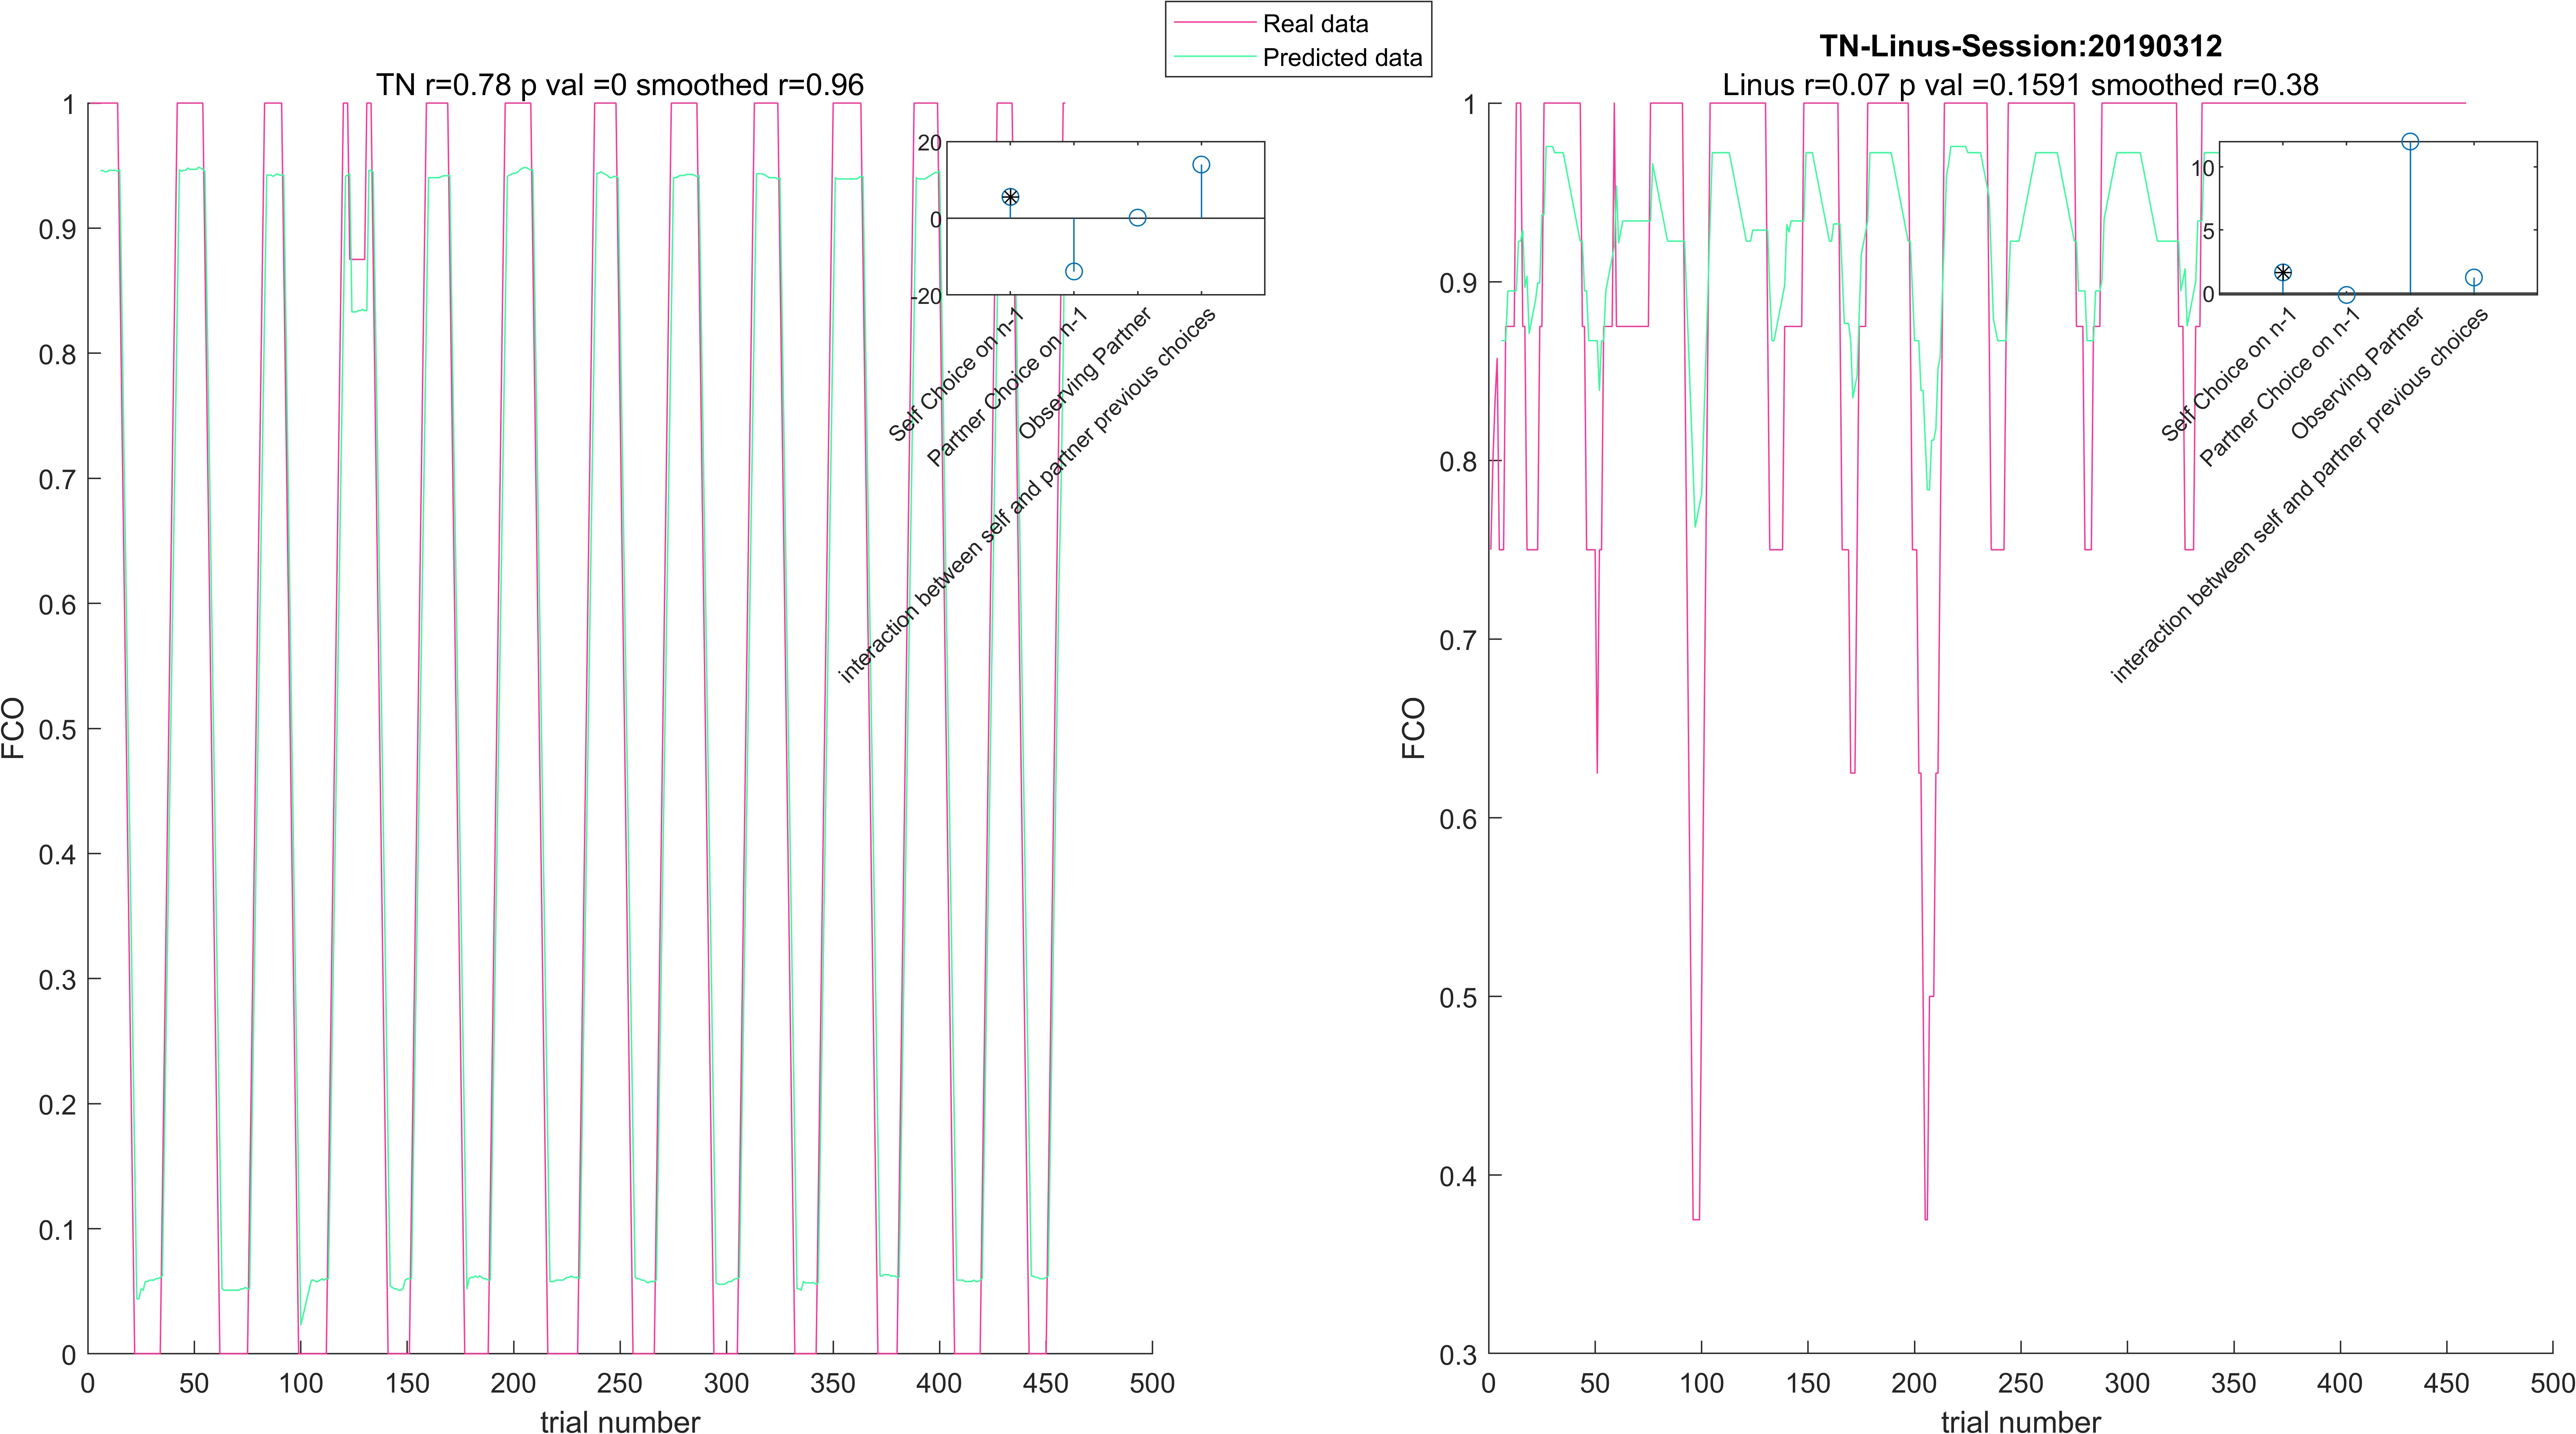 Real data
Predicted data
TN r=0.78 p val =0 smoothed r=0.96
1
0.9
0.8
0.7
0.6
0.5
0.4
0.3
0.2
0.1
0
FCO
0
50
100
150
200
250
300
350
400
450
500
trial number
20
0
-20
Self Choice on n-1
Partner Choice on n-1
Observing Partner
interaction between self and partner previous choices
TN-Linus-Session:20190312
Linus r=0.07 p val =0.1591 smoothed r=0.38
1
0.9
0.8
0.7
0.6
0.5
0.4
0.3
FCO
0
50
100
150
200
250
300
350
400
450
500
trial number
10
5
0
Self Choice on n-1
Partner Choice on n-1
Observing Partner
interaction between self and partner previous choices